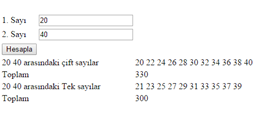 1. Sayı 20
2. Sayı 40
Hesapla
20 40 arasındaki çift sayılar 20 22 24 26 28 30 32 34 36 38 40
Toplam 330
20 40 arasındaki Tek sayılar 21 23 25 27 29 31 33 35 37 39
Toplam 300